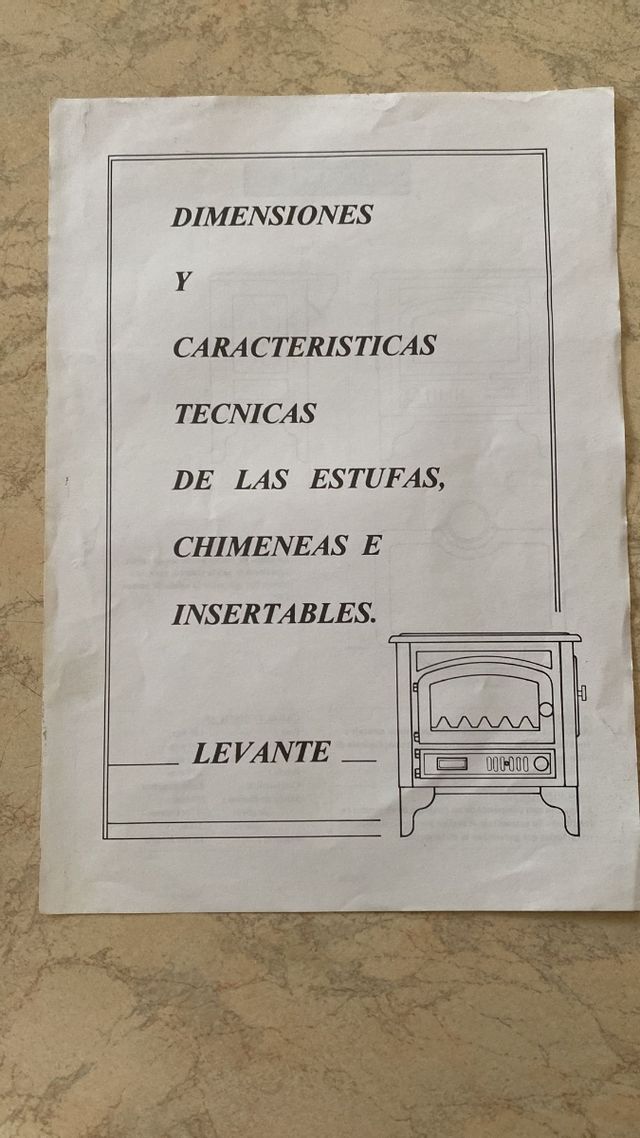 DIMENSIONES
Y
CARACTERISTICAS
TECNICAS
DE LAS ESTUFAS,
CHIMENEAS E
INSERTABLES.
LEVANTE